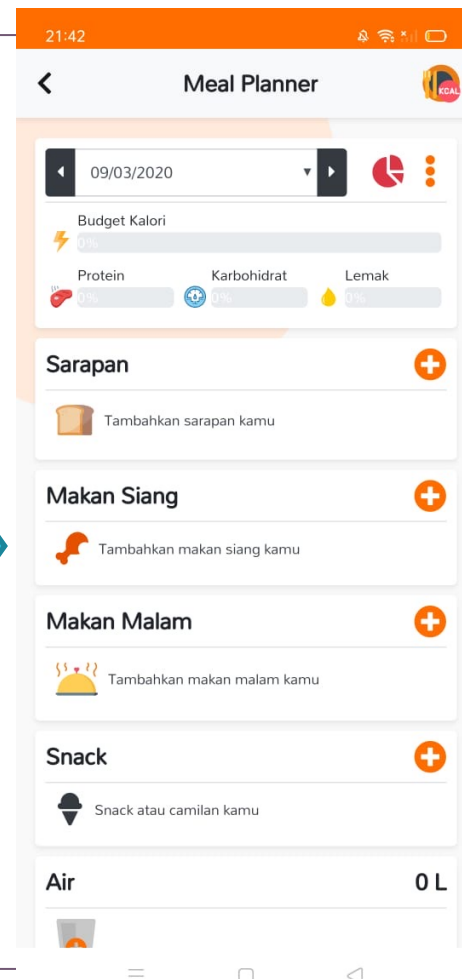 21:42
Meal Planner
KCAL
09/03/2020
Budget Kalori
0%
Protein Karbohidrat Lemak
0% 0% 0%
Sarapan
Tambahkan sarapan kamu
Makan Siang
Tambahkan makan siang kamu
Makan Malam
Tambahkan makan malam kamu
Snack
Snack atau camilan kamu
Air 0 L